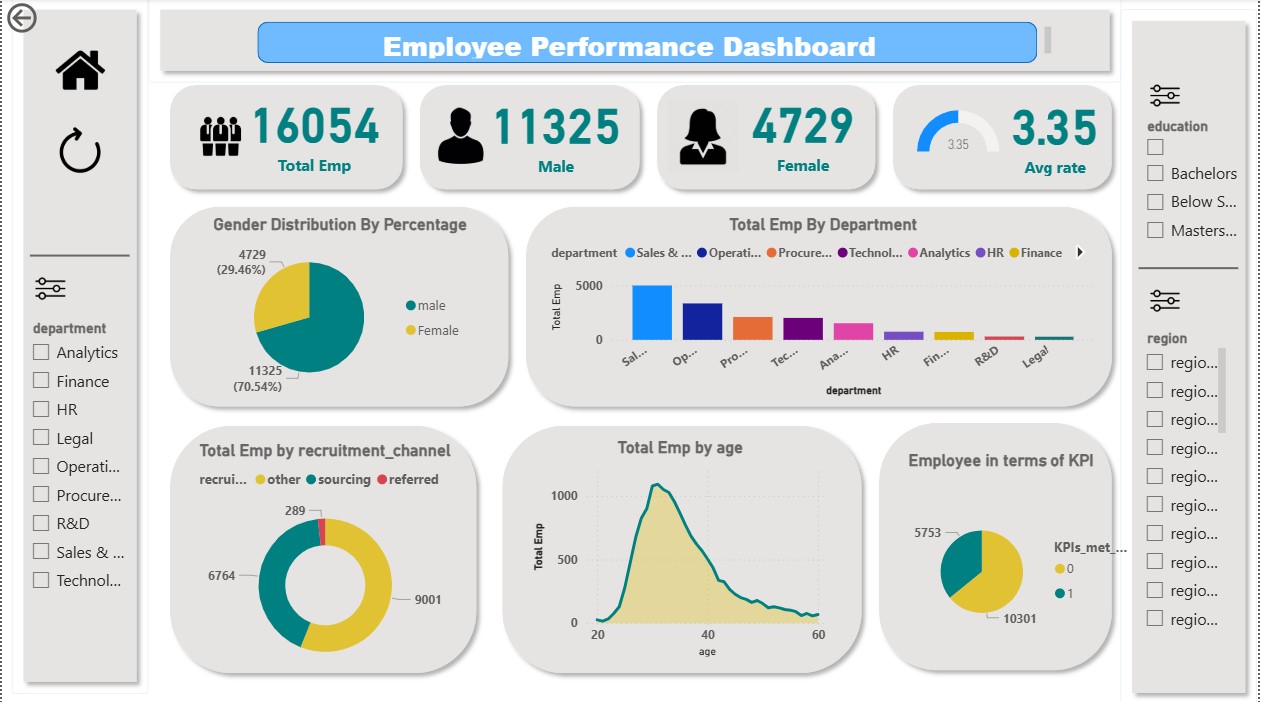 Employee Performance Dashboard
16054
Total Emp
11325
Male
4729
Female
3.35
3.35
Avg rate
department
Analytics
Finance
HR
Legal
Operati...
Procure...
R&D
Sales & ...
Technol...
Gender Distribution By Percentage
4729
(29.46%)
11325
(70.54%)
male
Female
Total Emp By Department
department Sales & ... Operati... Procure... Technol... Analytics HR Finance
Total Emp
5000
0
Sal... Op... Pro... Tec... Ana... HR Fin... R&D Legal
department
Total Emp by recruitment_channel
recrui... other sourcing referred
289
6764
9001
Total Emp by age
Total Emp
1000
500
0
20 40 60
age
Employee in terms of KPI
5753
10301
KPIs_met_...
0
1
education
Bachelors
Below S...
Masters...
region
regio...
regio...
regio...
regio...
regio...
regio...
regio...
regio...
regio...
regio...